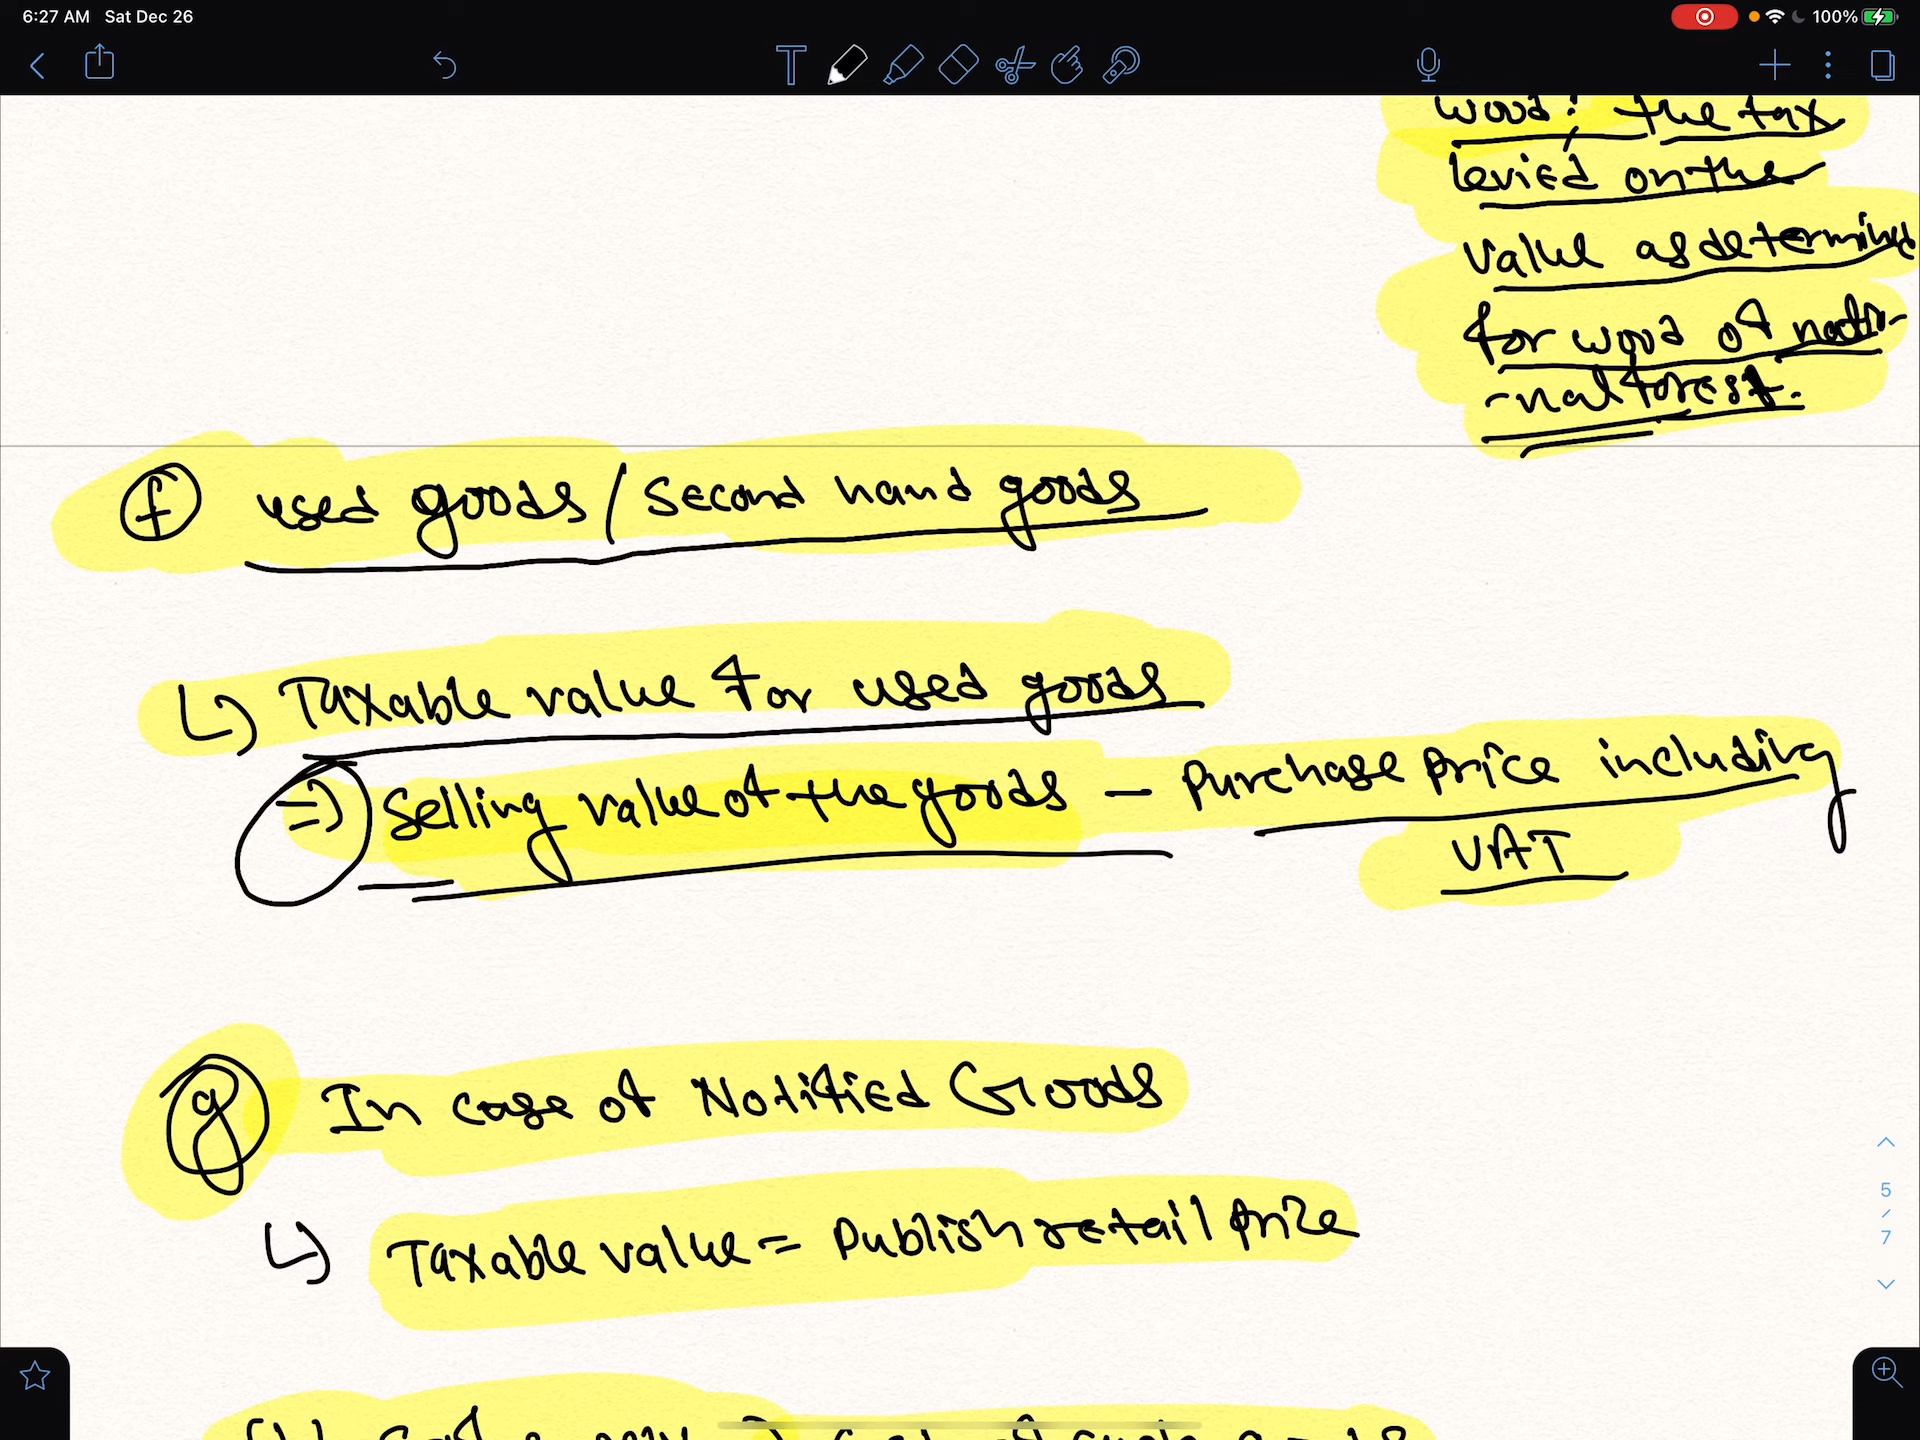 6:27 AM Sat Dec 26
100%
wood: the tax
levied on the
value as determined
for wood of natio-
-nal forest.
f used goods / second hand goods
Taxable value for used goods
=) Selling value of the goods - purchase price including
VAT
g In case of Notified Goods
Taxable value = Publish retail price
5
7